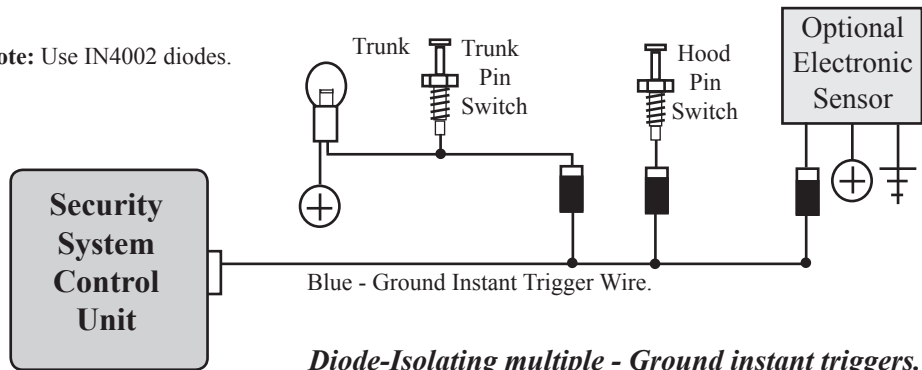 ote: Use IN4002 diodes.
Trunk
Trunk
Pin
Switch
Hood
Pin
Switch
Optional
Electronic
Sensor
Security
System
Control
Unit
Blue - Ground Instant Trigger Wire.
Diode-Isolating multiple - Ground instant triggers.